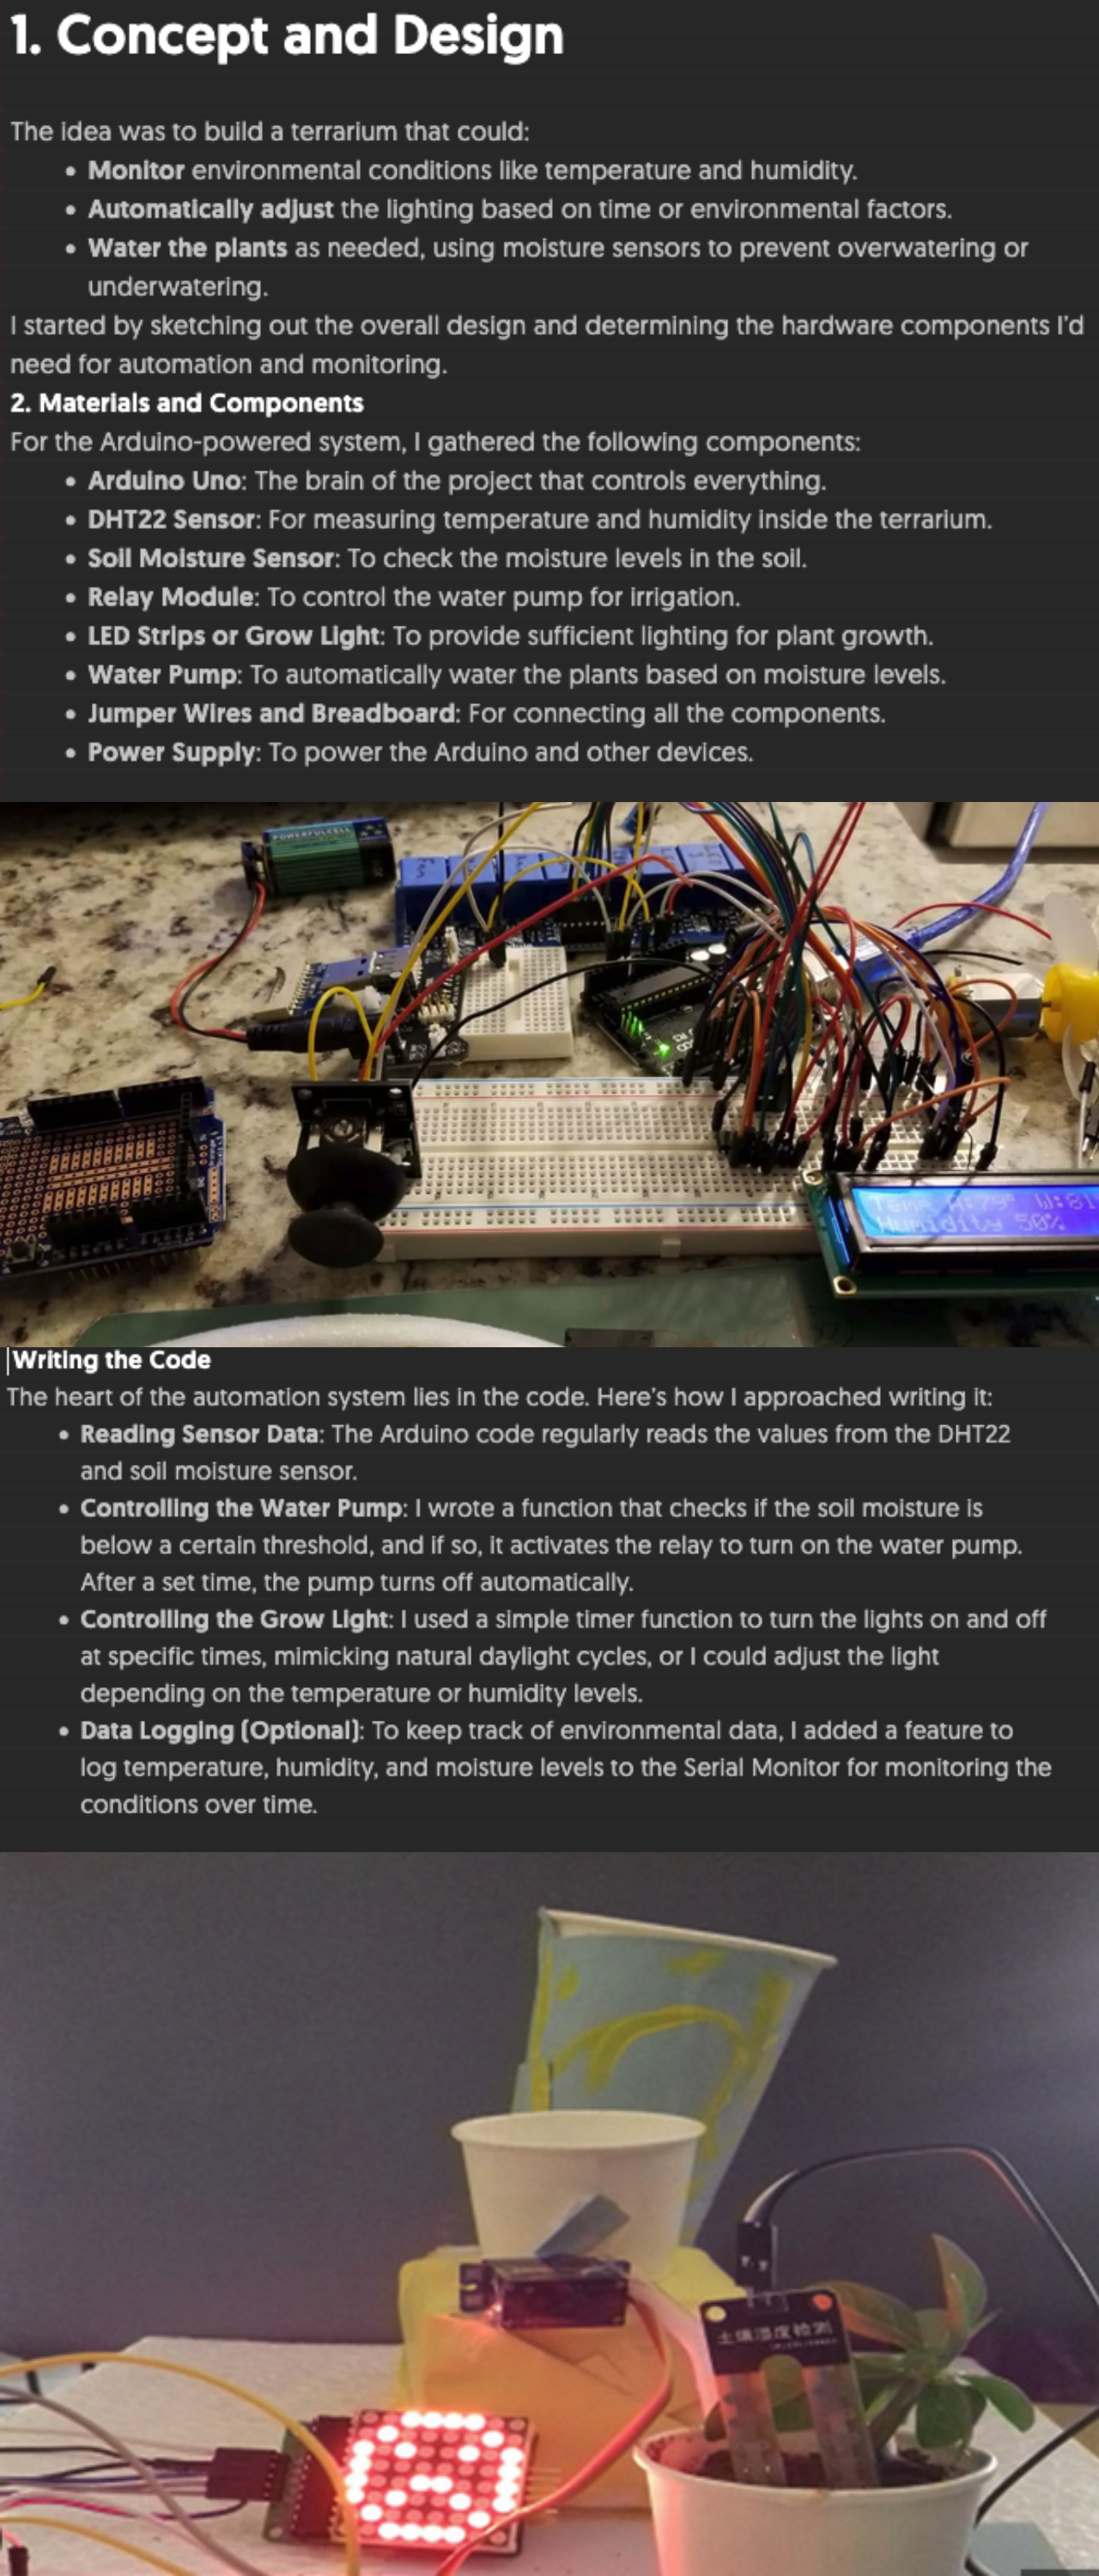 1. Concept and Design
The idea was to build a terrarium that could:
• Monitor environmental conditions like temperature and humidity.
• Automatically adjust the lighting based on time or environmental factors.
• Water the plants as needed, using moisture sensors to prevent overwatering or
underwatering.
I started by sketching out the overall design and determining the hardware components I'd
need for automation and monitoring.
2. Materials and Components
For the Arduino-powered system, I gathered the following components:
• Arduino Uno: The brain of the project that controls everything.
• DHT22 Sensor: For measuring temperature and humidity inside the terrarium.
• Soil Moisture Sensor: To check the moisture levels in the soil.
• Relay Module: To control the water pump for irrigation.
• LED Strips or Grow Light: To provide sufficient lighting for plant growth.
• Water Pump: To automatically water the plants based on moisture levels.
• Jumper Wires and Breadboard: For connecting all the components.
• Power Supply: To power the Arduino and other devices.
POWERFULCELL
Temp A:79° W:81
Humidity 50%
Writing the Code
The heart of the automation system lies in the code. Here's how I approached writing it:
• Reading Sensor Data: The Arduino code regularly reads the values from the DHT22
and soil moisture sensor.
• Controlling the Water Pump: I wrote a function that checks if the soil moisture is
below a certain threshold, and if so, it activates the relay to turn on the water pump.
After a set time, the pump turns off automatically.
• Controlling the Grow Light: I used a simple timer function to turn the lights on and off
at specific times, mimicking natural daylight cycles, or I could adjust the light
depending on the temperature or humidity levels.
• Data Logging (Optional): To keep track of environmental data, I added a feature to
log temperature, humidity, and moisture levels to the Serial Monitor for monitoring the
conditions over time.
土壤湿度检测